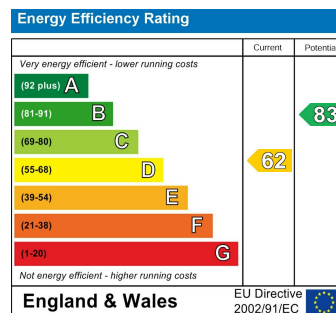 Energy Efficiency Rating
Current Potential
Very energy efficient - lower running costs
(92 plus) A
(81-91) B
83
(69-80) C
(55-68) D
62
(39-54) E
(21-38) F
(1-20) G
Not energy efficient - higher running costs
England & Wales
EU Directive
2002/91/EC